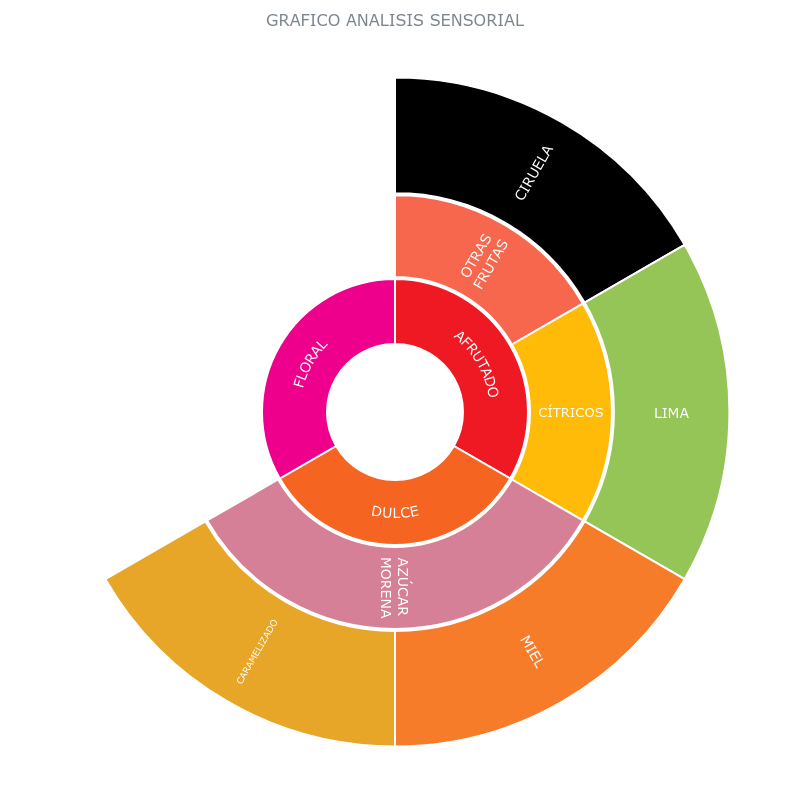 GRAFICO ANALISIS SENSORIAL
CIRUELA
OTRAS
FRUTAS
AFRUTADO
FLORAL
CÍTRICOS
LIMA
DULCE
AZÚCAR
MORENA
MIEL
CARAMELIZADO